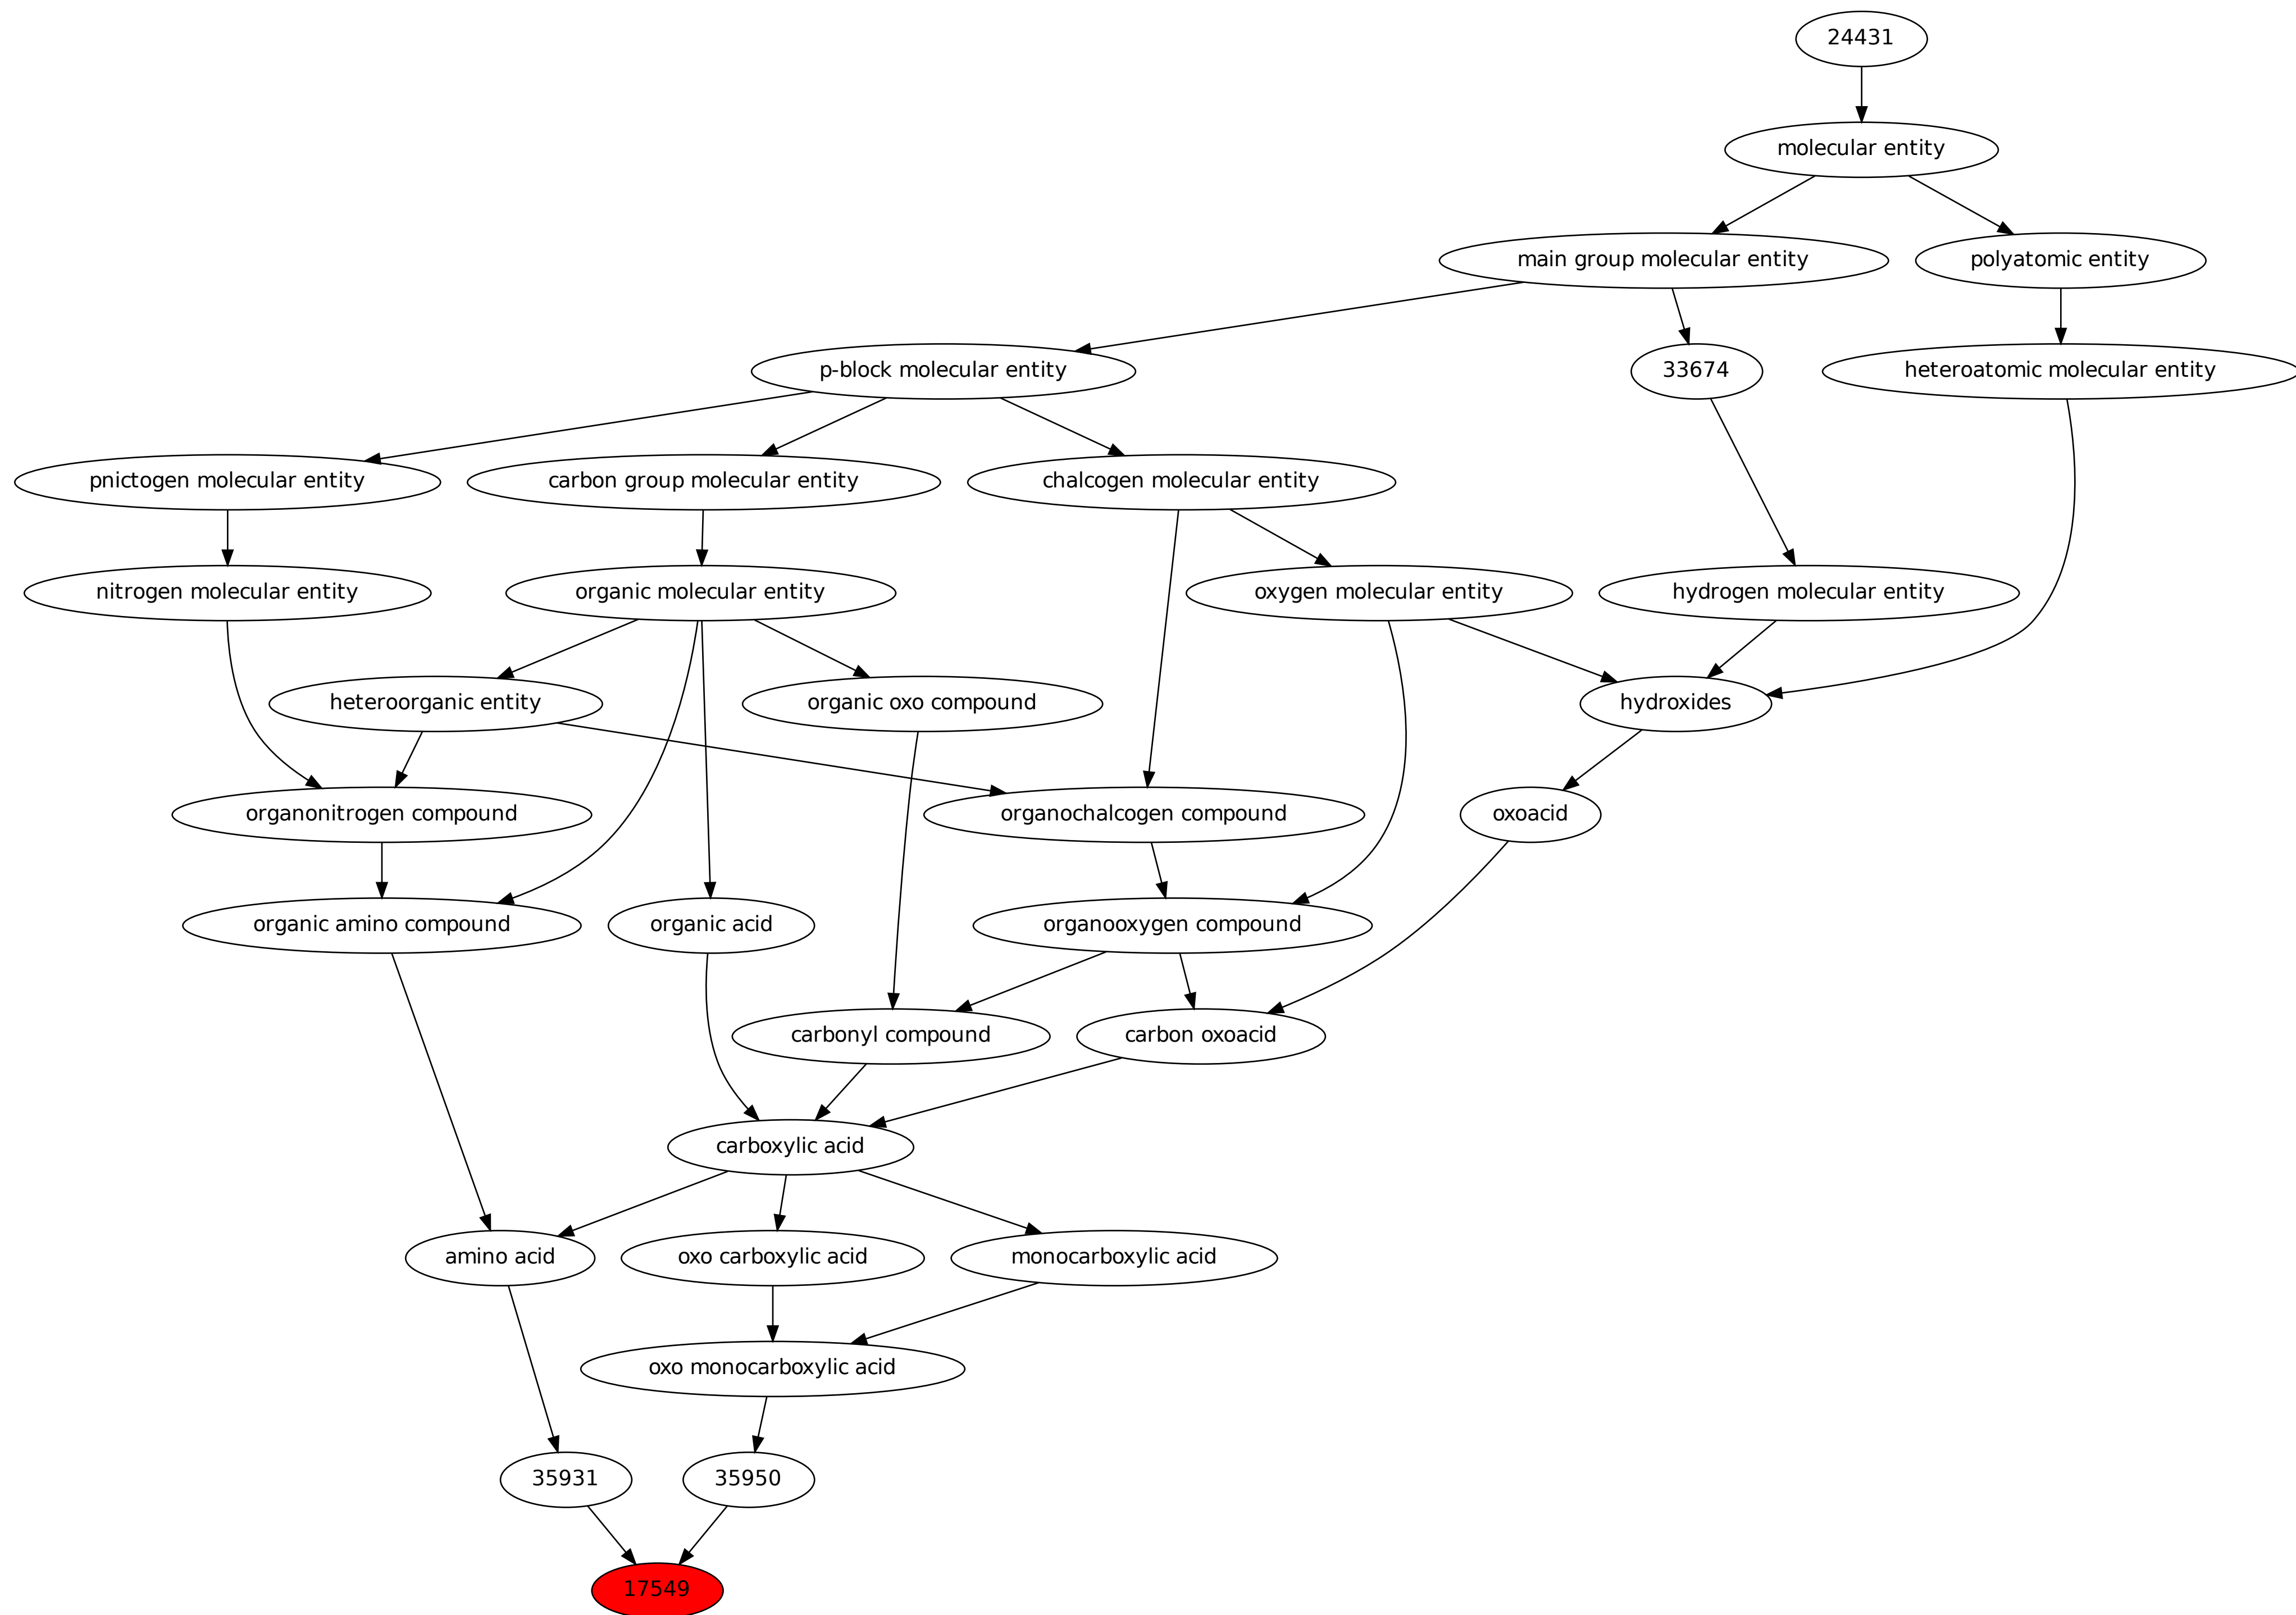 24431
molecular entity
main group molecular entity
polyatomic entity
p-block molecular entity
33674
heteroatomic molecular entity
pnictogen molecular entity
carbon group molecular entity
chalcogen molecular entity
nitrogen molecular entity
organic molecular entity
oxygen molecular entity
hydrogen molecular entity
heteroorganic entity
organic oxo compound
hydroxides
organonitrogen compound
organochalcogen compound
oxoacid
organic amino compound
organic acid
organooxygen compound
carbonyl compound
carbon oxoacid
carboxylic acid
amino acid
oxo carboxylic acid
monocarboxylic acid
oxo monocarboxylic acid
35931
35950
17549